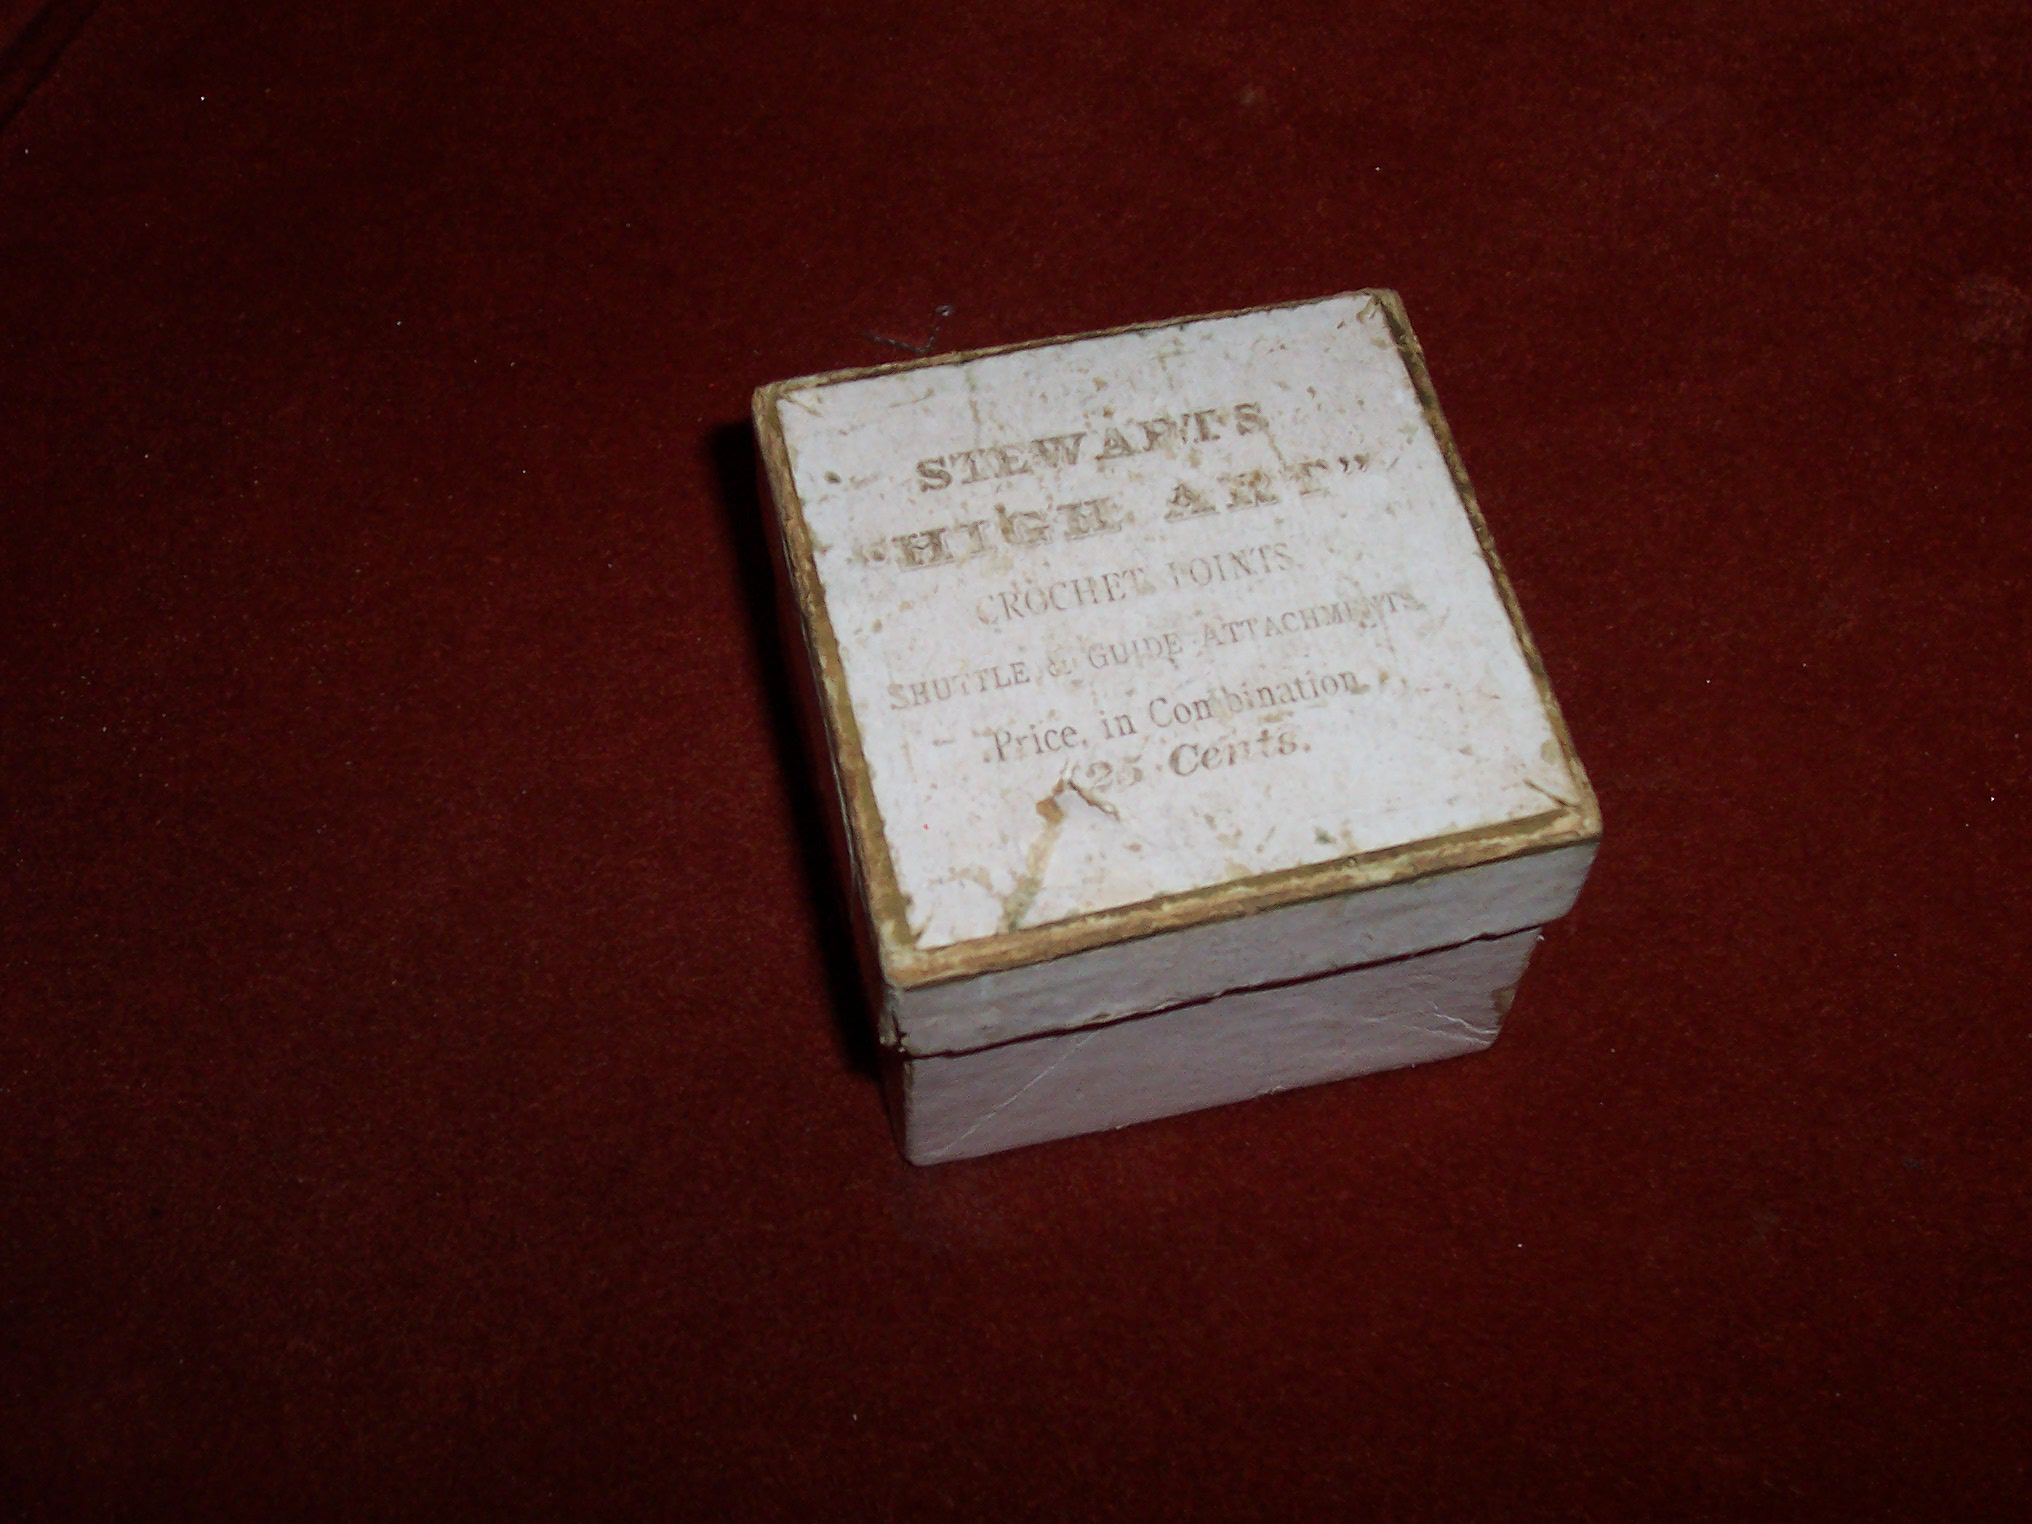 STEWART'S
"HIGH ART"
CROCHET POINTS.
SHUTTLE & GUIDE ATTACHMENTS
Price, in Combination
25 Cents.